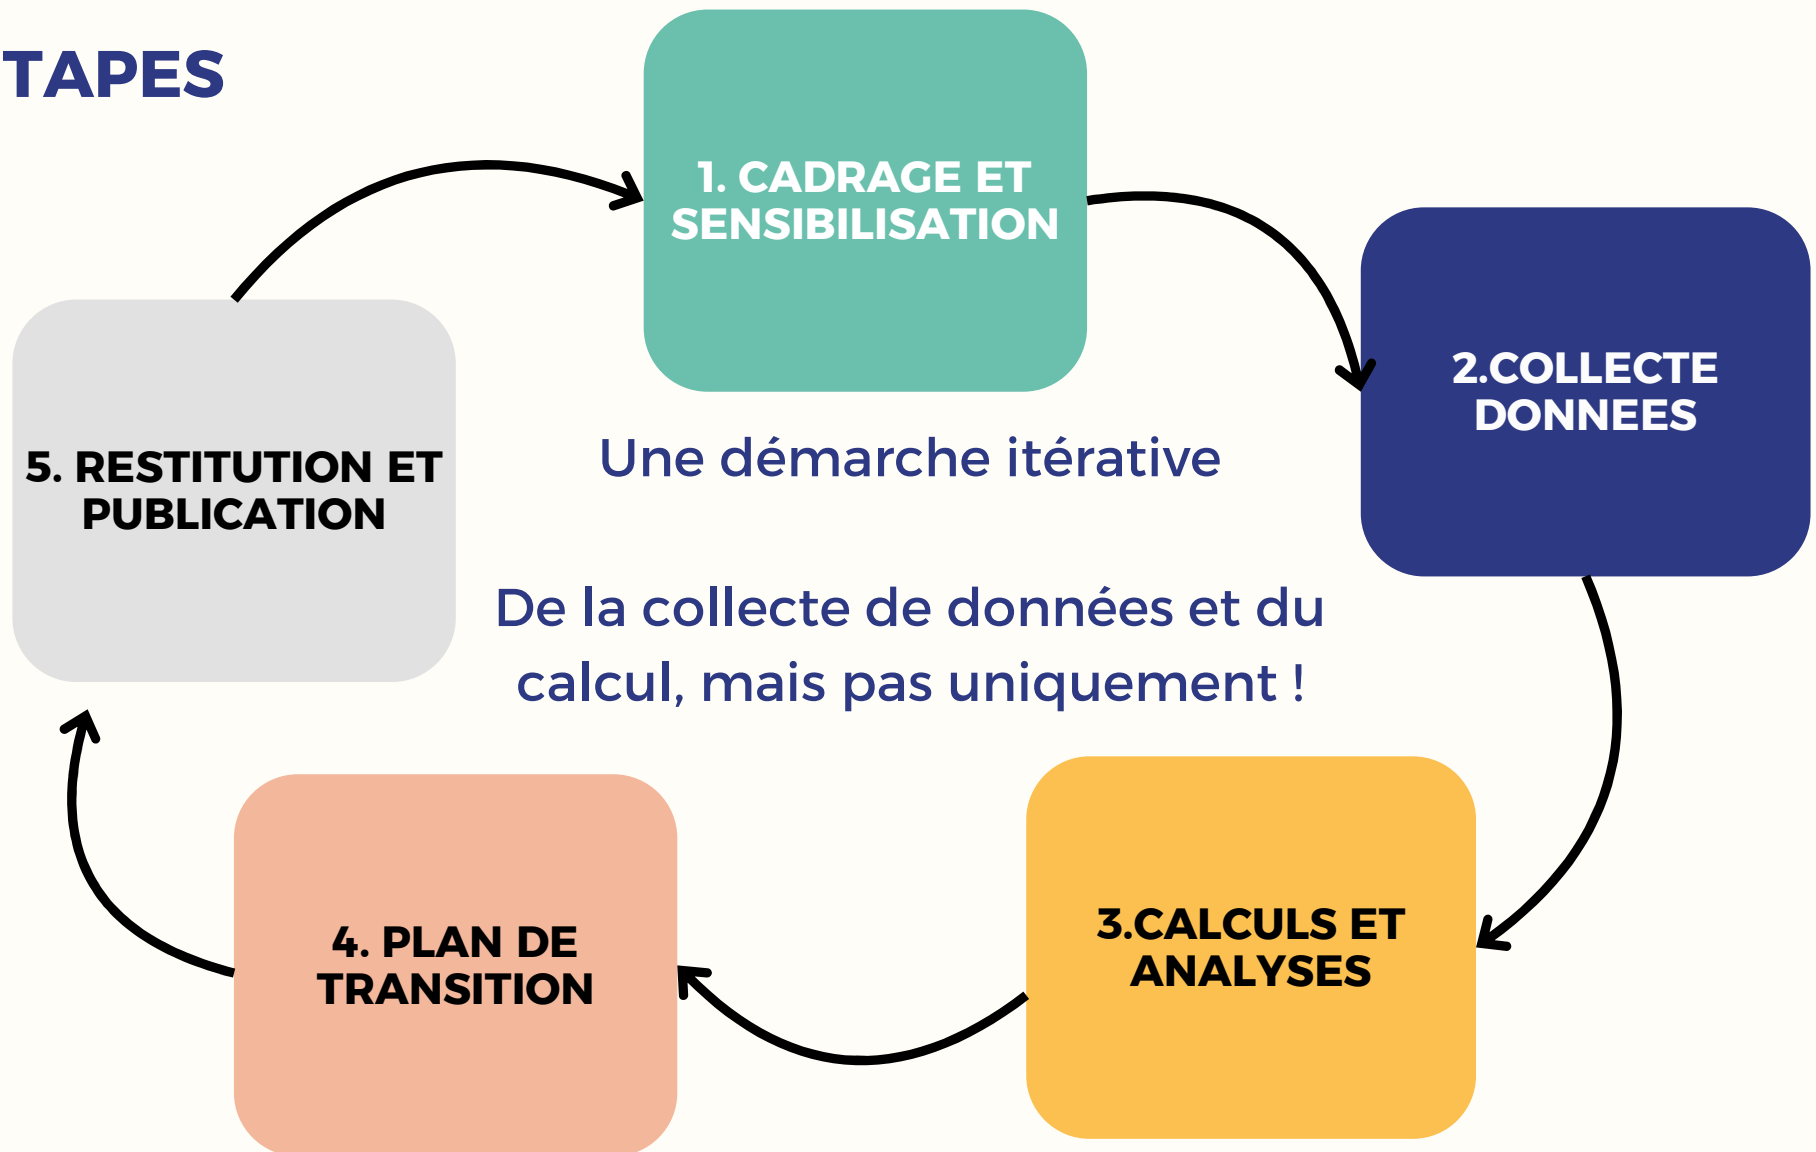 TAPES
1. CADRAGE ET
SENSIBILISATION
2.COLLECTE
DONNEES
3.CALCULS ET
ANALYSES
4. PLAN DE
TRANSITION
5. RESTITUTION ET
PUBLICATION
Une démarche itérative
De la collecte de données et du
calcul, mais pas uniquement !